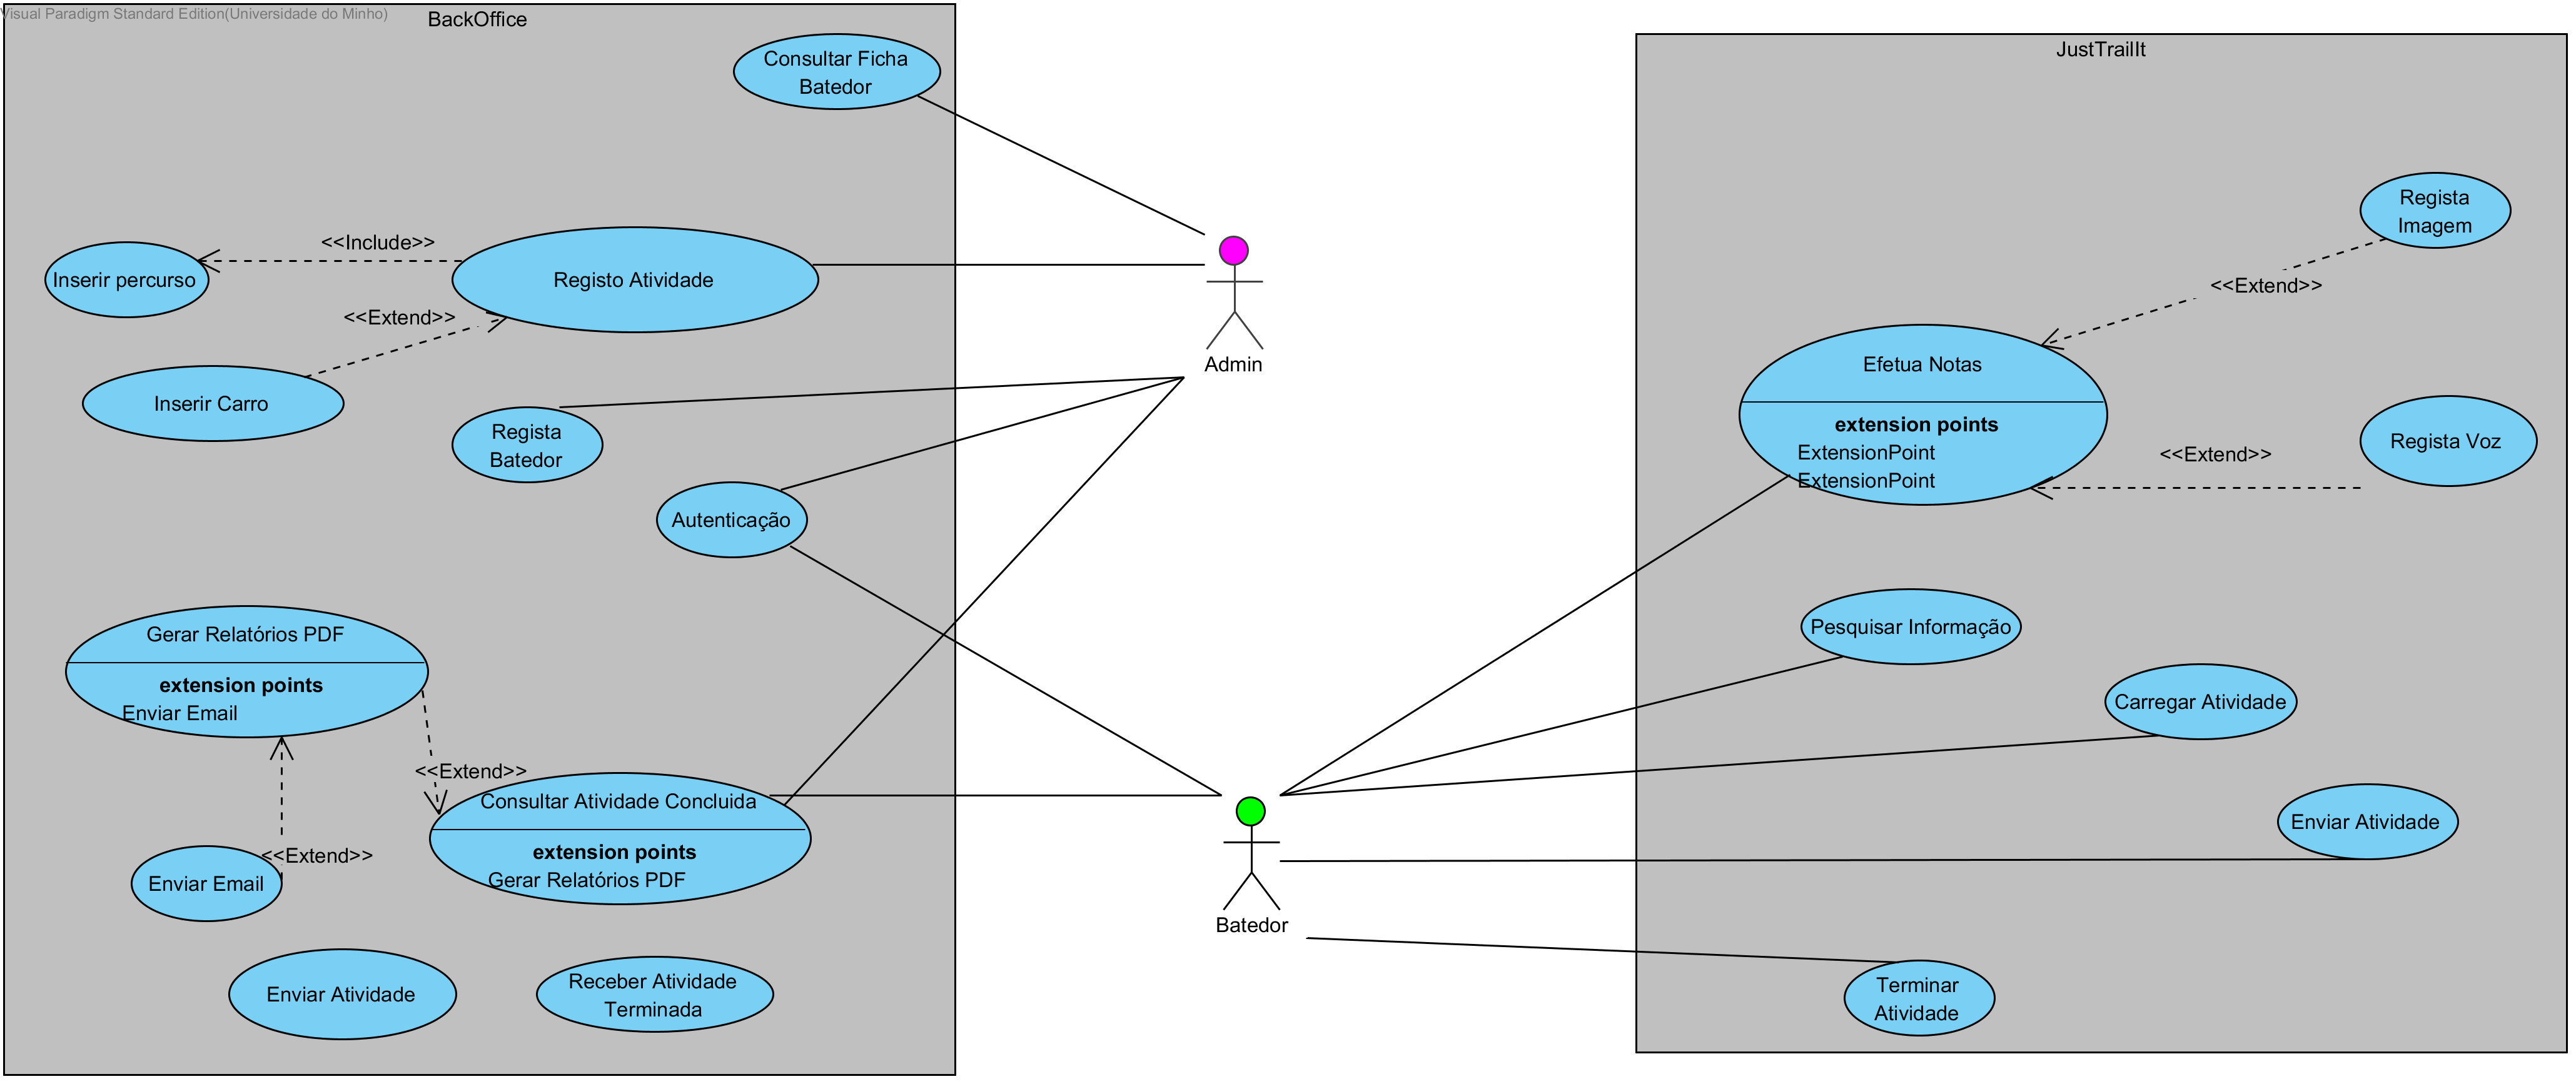 Visual Paradigm Standard Edition(Universidade do Minho)
BackOffice
Consultar Ficha
Batedor
<<Include>>
Inserir percurso
Registo Atividade
<<Extend>>
Inserir Carro
Regista
Batedor
Autenticação
Gerar Relatórios PDF
extension points
Enviar Email
<<Extend>>
Consultar Atividade Concluida
extension points
Gerar Relatórios PDF
<<Extend>>
Enviar Email
Enviar Atividade
Receber Atividade
Terminada
Admin
Batedor
JustTrailIt
Regista
Imagem
<<Extend>>
Efetua Notas
extension points
ExtensionPoint
ExtensionPoint
<<Extend>>
Regista Voz
Pesquisar Informação
Carregar Atividade
Enviar Atividade
Terminar
Atividade